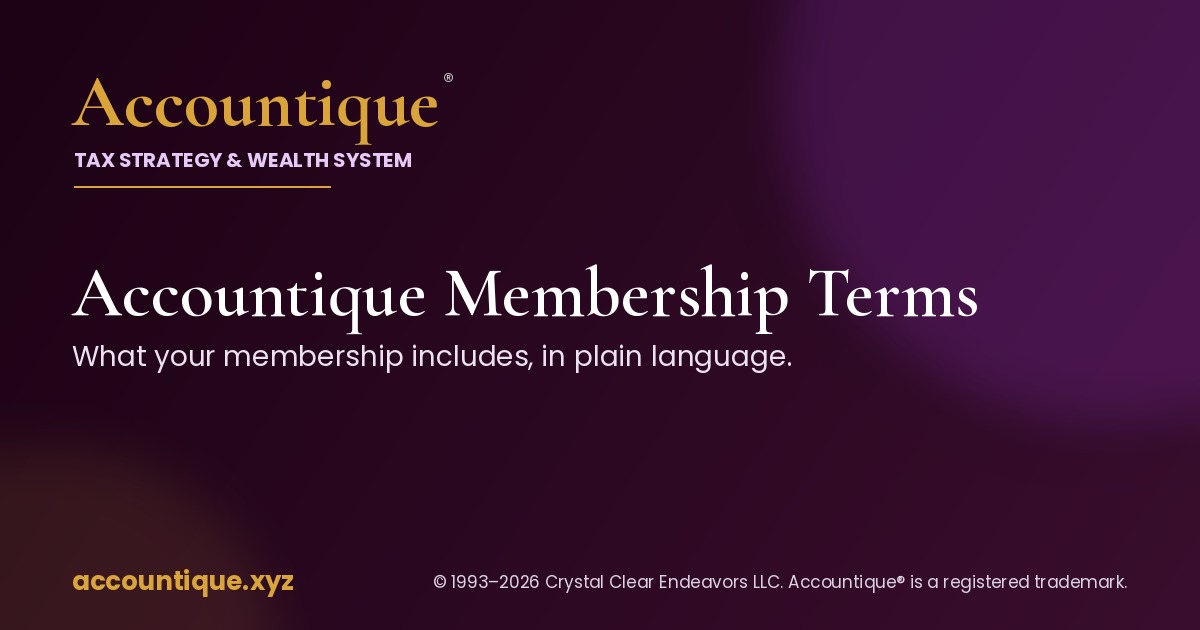 Accountique®
TAX STRATEGY & WEALTH SYSTEM
Accountique Membership Terms
What your membership includes, in plain language.
accountique.xyz
© 1993–2026 Crystal Clear Endeavors LLC. Accountique® is a registered trademark.